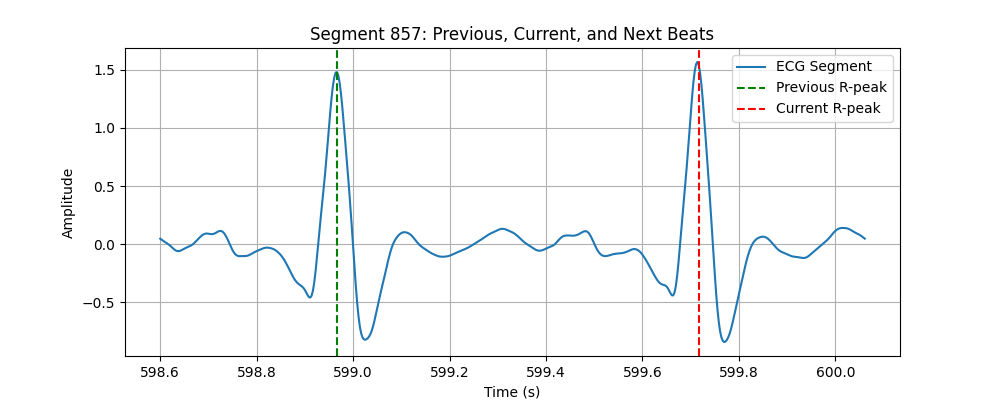 Segment 857: Previous, Current, and Next Beats
ECG Segment
Previous R-peak
Current R-peak
1.5
1.0
0.5
0.0
−0.5
Amplitude
598.6 598.8 599.0 599.2 599.4 599.6 599.8 600.0
Time (s)